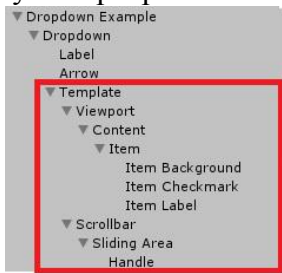 Dropdown Example
Dropdown
Label
Arrow
Template
Viewport
Content
Item
Item Background
Item Checkmark
Item Label
Scrollbar
Sliding Area
Handle